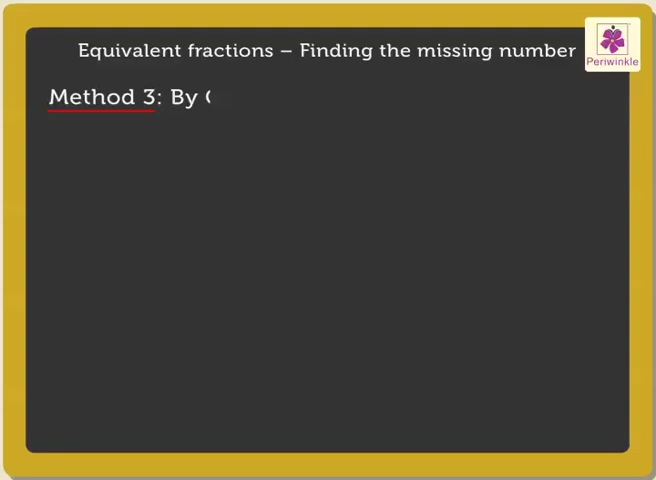 Equivalent fractions – Finding the missing number
Periwinkle
Method 3: By